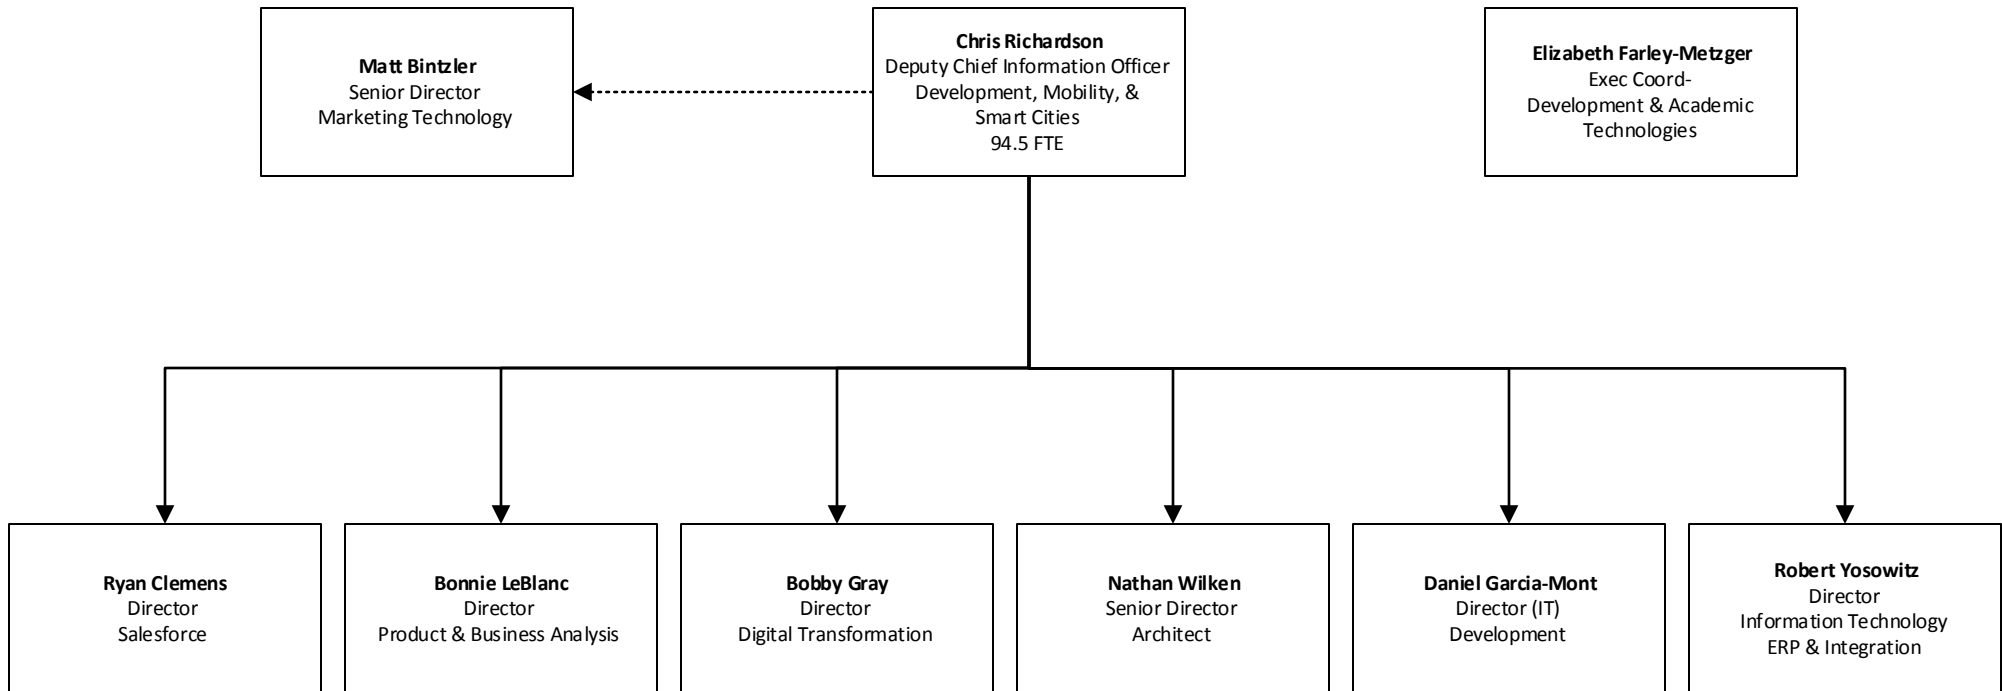 Matt Bintzler
Senior Director
Marketing Technology
Chris Richardson
Deputy Chief Information Officer
Development, Mobility, &
Smart Cities
94.5 FTE
Elizabeth Farley-Metzger
Exec Coord-
Development & Academic
Technologies
Ryan Clemens
Director
Salesforce
Bonnie LeBlanc
Director
Product & Business Analysis
Bobby Gray
Director
Digital Transformation
Nathan Wilken
Senior Director
Architect
Daniel Garcia-Mont
Director (IT)
Development
Robert Yosowitz
Director
Information Technology
ERP & Integration